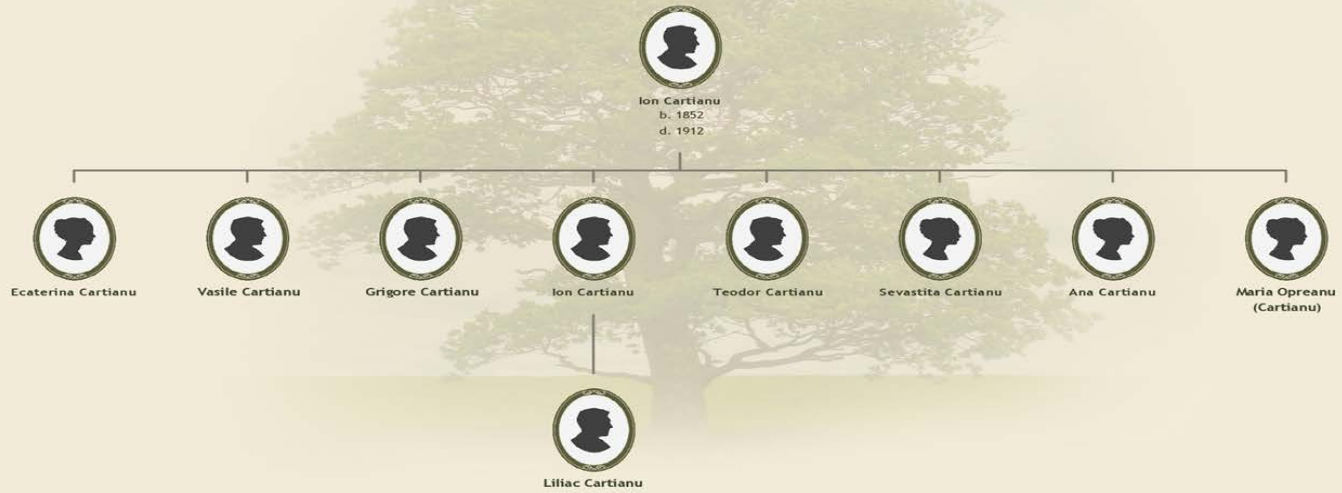 Ion Cartianu
b. 1852
d. 1912
Ecaterina Cartianu
Vasile Cartianu
Grigore Cartianu
Ion Cartianu
Teodor Cartianu
Sevastita Cartianu
Ana Cartianu
Maria Opreanu
(Cartianu)
Liliac Cartianu